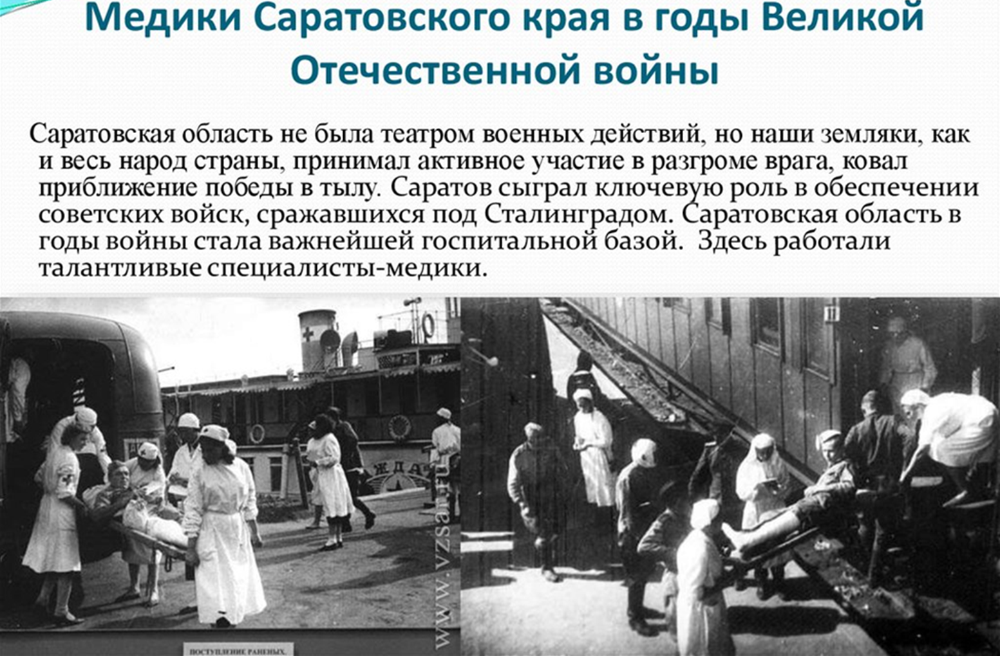 Медики Саратовского края в годы Великой
Отечественной войны
Саратовская область не была театром военных действий, но наши земляки, как
и весь народ страны, принимал активное участие в разгроме врага, ковал
приближение победы в тылу. Саратов сыграл ключевую роль в обеспечении
советских войск, сражавшихся под Сталинградом. Саратовская область в
годы войны стала важнейшей госпитальной базой. Здесь работали
талантливые специалисты-медики.
11
ЖДА
www.vzsar.ru
ПОСТУПЛЕНИЕ РАНЕНЫХ.